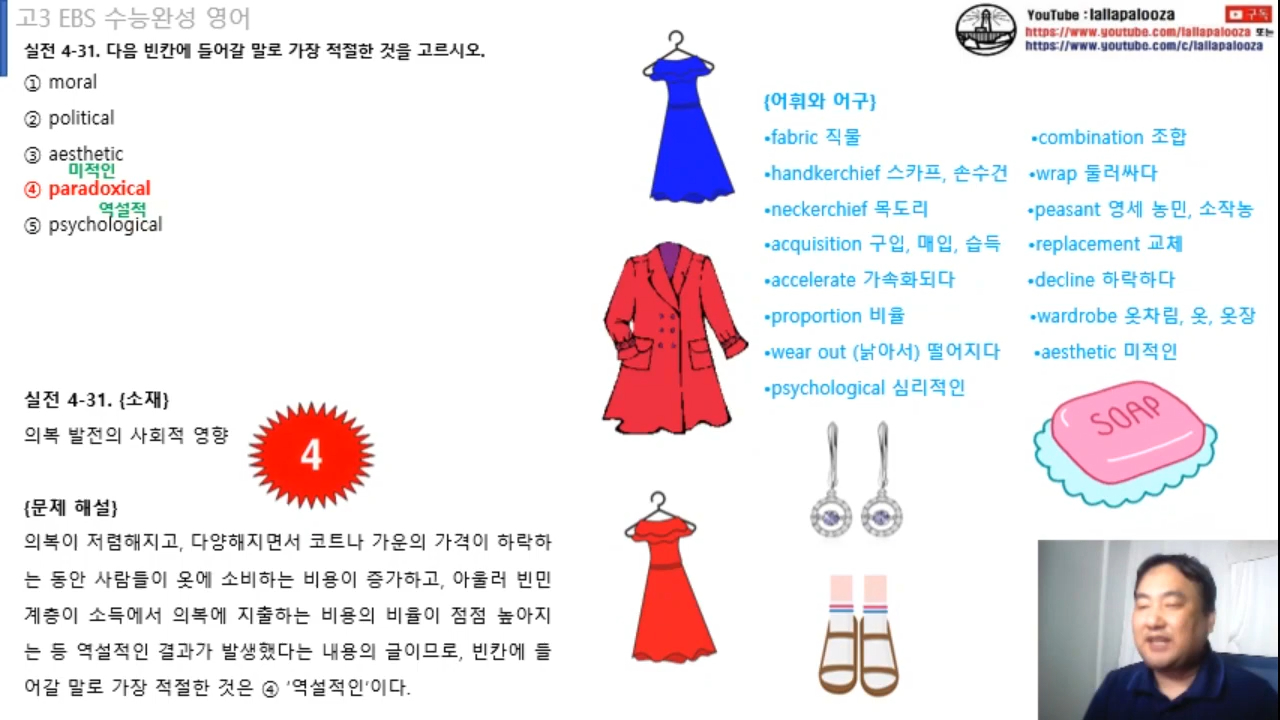 고3 EBS 수능완성 영어
실전 4-31. 다음 빈칸에 들어갈 말로 가장 적절한 것을 고르시오.
① moral
② political
③ aesthetic
미적인
④ paradoxical
역설적
⑤ psychological
실전 4-31. {소재}
의복 발전의 사회적 영향
4
{문제 해설}
의복이 저렴해지고, 다양해지면서 코트나 가운의 가격이 하락하
는 동안 사람들이 옷에 소비하는 비용이 증가하고, 아울러 빈민
계층이 소득에서 의복에 지출하는 비용의 비율이 점점 높아지
는 등 역설적인 결과가 발생했다는 내용의 글이므로, 빈칸에 들
어갈 말로 가장 적절한 것은 ④ ‘역설적인’이다.
YouTube : lallapalooza
구독
https://www.youtube.com/lallapalooza 또는
https://www.youtube.com/c/lallapalooza
{어휘와 어구}
•fabric 직물
•combination 조합
•handkerchief 스카프, 손수건
•wrap 둘러싸다
•neckerchief 목도리
•peasant 영세 농민, 소작농
•acquisition 구입, 매입, 습득
•replacement 교체
•accelerate 가속화되다
•decline 하락하다
•proportion 비율
•wardrobe 옷차림, 옷, 옷장
•wear out (낡아서) 떨어지다
•aesthetic 미적인
•psychological 심리적인
SOAP